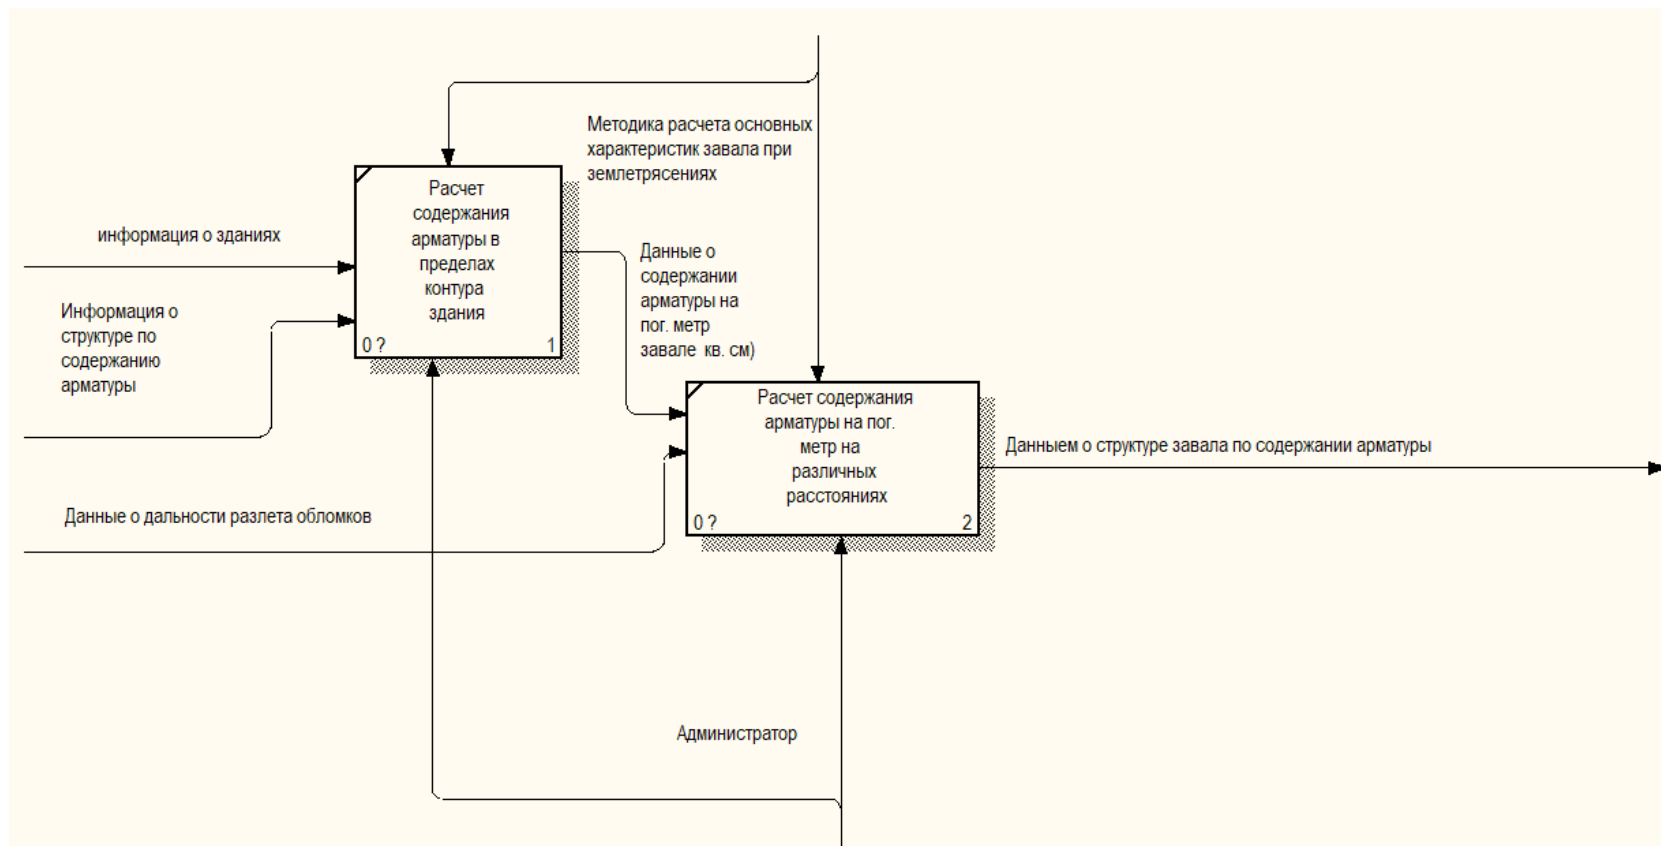 Методика расчета основных
характеристик завала при
землетрясениях
Расчет
содержания
арматуры в
пределах
контура
здания
0 ?
1
информация о зданиях
Информация о
структуре по
содержанию
арматуры
Данные о
содержании
арматуры на
пог. метр
завале кв. см)
Расчет содержания
арматуры на пог.
метр на
различных
расстояниях
0 ?
2
Данныем о структуре завала по содержании арматуры
Данные о дальности разлета обломков
Администратор